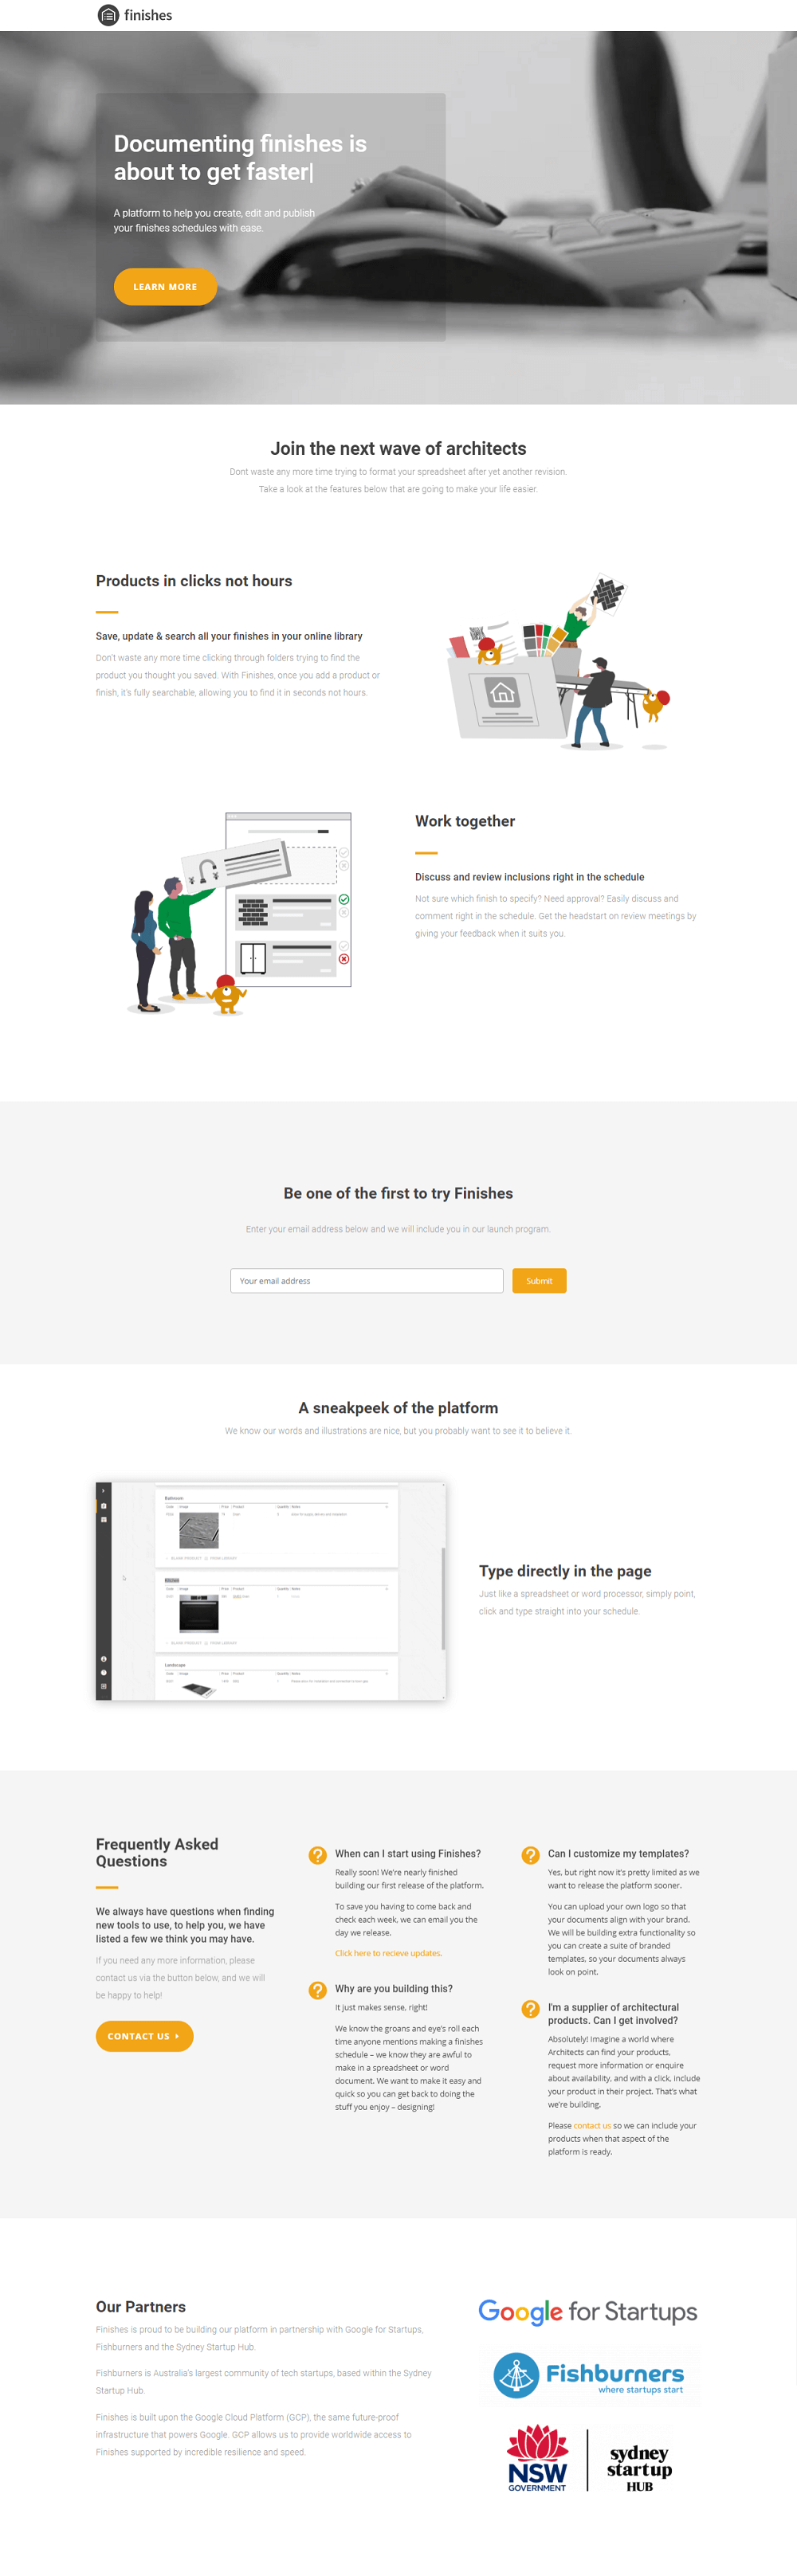 finishes
Documenting finishes is
about to get faster|
A platform to help you create, edit and publish
your finishes schedules with ease.
LEARN MORE
Join the next wave of architects
Dont waste any more time trying to format your spreadsheet after yet another revision.
Take a look at the features below that are going to make your life easier.
Products in clicks not hours
Save, update & search all your finishes in your online library
Don't waste any more time clicking through folders trying to find the
product you thought you saved. With Finishes, once you add a product or
finish, it's fully searchable, allowing you to find it in seconds not hours.
Work together
Discuss and review inclusions right in the schedule
Not sure which finish to specify? Need approval? Easily discuss and
comment right in the schedule. Get the headstart on review meetings by
giving your feedback when it suits you.
Be one of the first to try Finishes
Enter your email address below and we will include you in our launch program.
Your email address
Submit
A sneakpeek of the platform
We know our words and illustrations are nice, but you probably want to see it to believe it.
Bathroom
Code Image Price Product Quantity Notes
BLANK PRODUCT FROM LIBRARY
Kitchen
Code Image Price Product Quantity Notes
BLANK PRODUCT FROM LIBRARY
Landscape
Code Image Price Product Quantity Notes
Type directly in the page
Just like a spreadsheet or word processor, simply point,
click and type straight into your schedule.
Frequently Asked
Questions
We always have questions when finding
new tools to use, to help you, we have
listed a few we think you may have.
If you need any more information, please
contact us via the button below, and we will
be happy to help!
CONTACT US
When can I start using Finishes?
Really soon! We're nearly finished
building our first release of the platform.
To save you having to come back and
check each week, we can email you the
day we release.
Click here to recieve updates.
Why are you building this?
It just makes sense, right!
We know the groans and eye's roll each
time anyone mentions making a finishes
schedule – we know they are awful to
make in a spreadsheet or word
document. We want to make it easy and
quick so you can get back to doing the
stuff you enjoy – designing!
Can I customize my templates?
Yes, but right now it's pretty limited as we
want to release the platform sooner.
You can upload your own logo so that
your documents align with your brand.
We will be building extra functionality so
you can create a suite of branded
templates, so your documents always
look on point.
I'm a supplier of architectural
products. Can I get involved?
Absolutely! Imagine a world where
Architects can find your products,
request more information or enquire
about availability, and with a click, include
your product in their project. That's what
we're building.
Please contact us so we can include your
products when that aspect of the
platform is ready.
Our Partners
Finishes is proud to be building our platform in partnership with Google for Startups,
Fishburners and the Sydney Startup Hub.
Fishburners is Australia's largest community of tech startups, based within the Sydney
Startup Hub.
Finishes is built upon the Google Cloud Platform (GCP), the same future-proof
infrastructure that powers Google. GCP allows us to provide worldwide access to
Finishes supported by incredible resilience and speed.
Google for Startups
Fishburners
where startups start
NSW
GOVERNMENT
sydney
startup
HUB